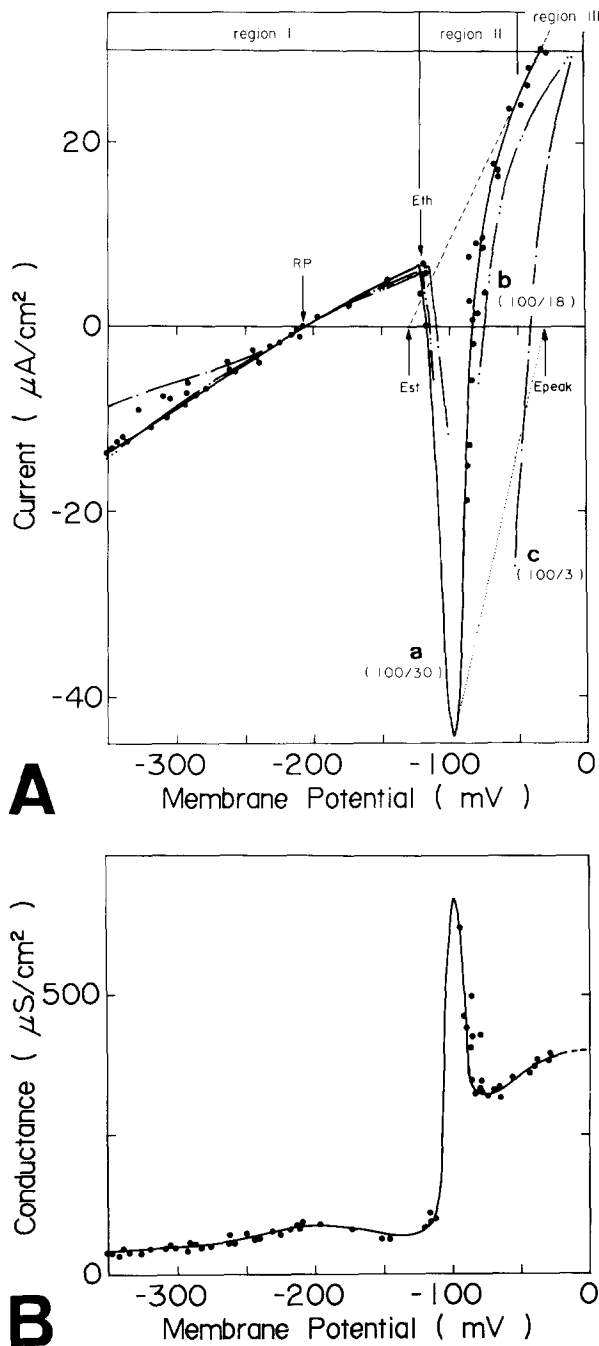 region I
region II
region III
20
0
-20
-40
Current ( μA/cm² )
RP
Eth
Est
Epeak
b
(100/18)
c
(100/3)
a
(100/30)
-300
-200
-100
0
Membrane Potential ( mV )
A
500
0
Conductance ( μS/cm² )
-300
-200
-100
0
Membrane Potential ( mV )
B